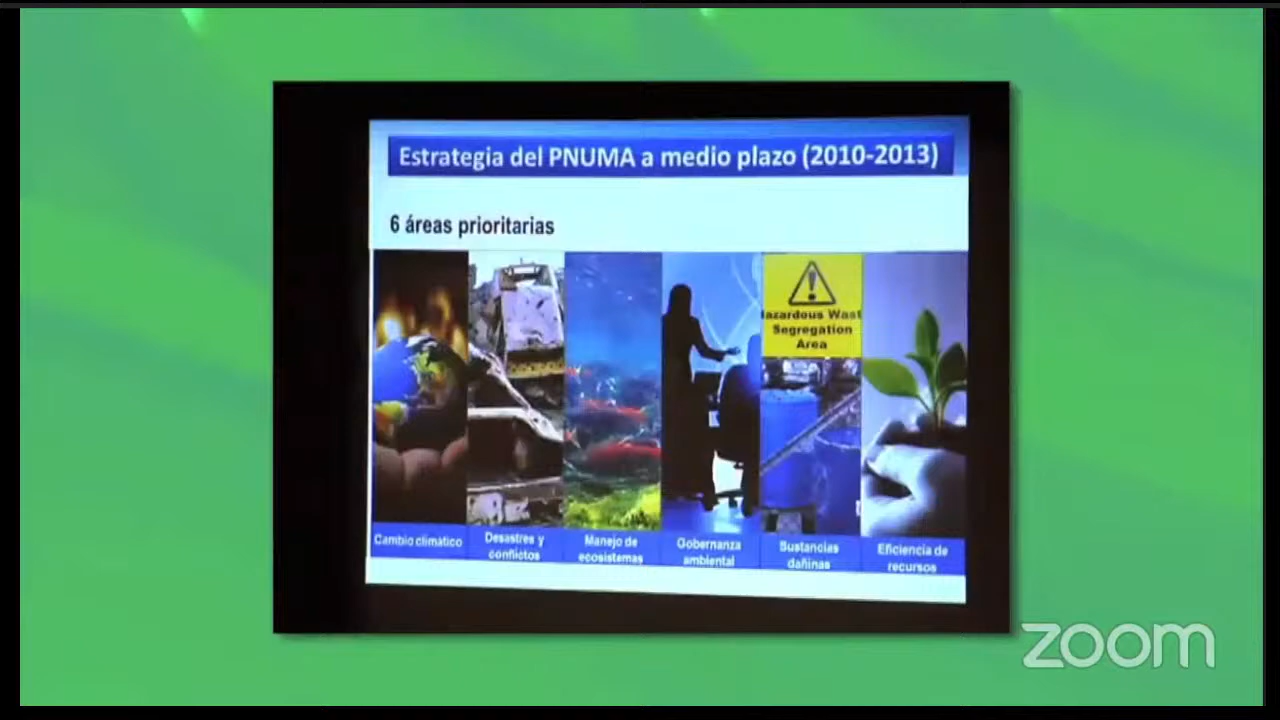 Estrategia del PNUMA a medio plazo (2010-2013)
6 áreas prioritarias
azardous Wast
Segregation
Area
Cambio climatico
Desastres y
conflictos
Manejo de
ecosistemas
Gobernanza
ambiental
Sustancias
dañinas
Eficiencia de
recursos
zoom